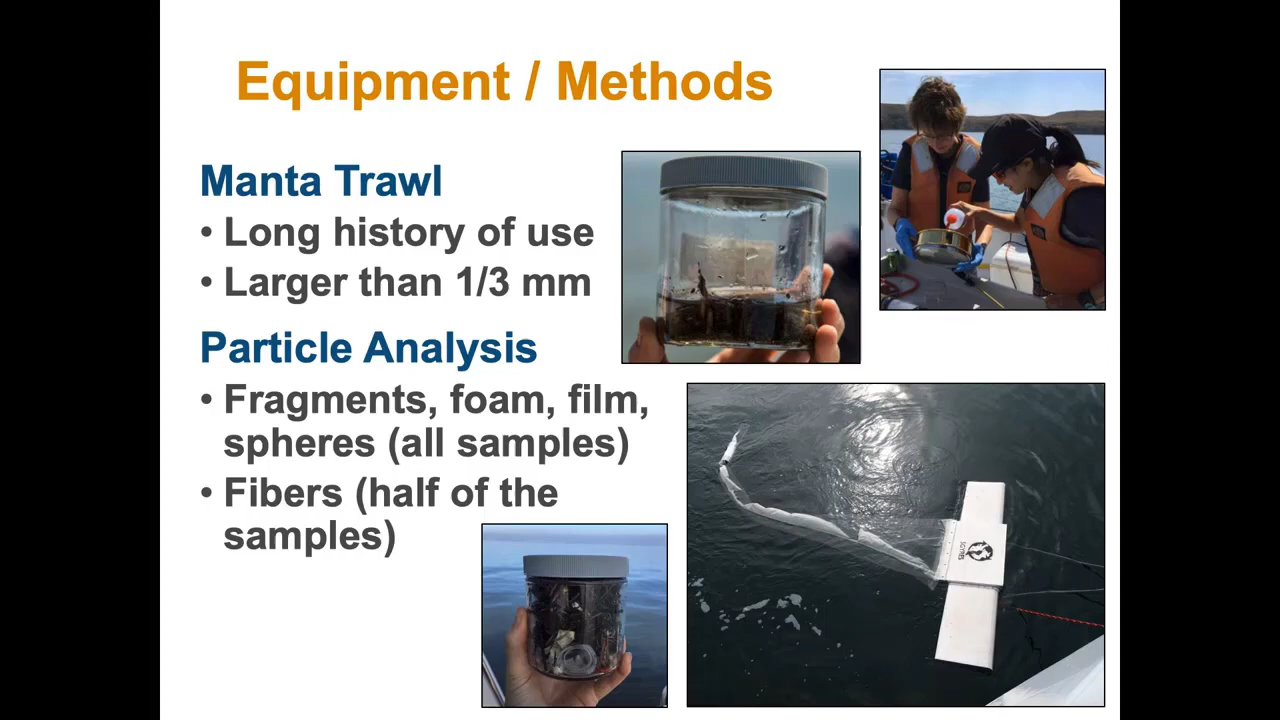 Equipment / Methods
Manta Trawl
• Long history of use
• Larger than 1/3 mm
Particle Analysis
• Fragments, foam, film,
spheres (all samples)
• Fibers (half of the
samples)
5GYRES